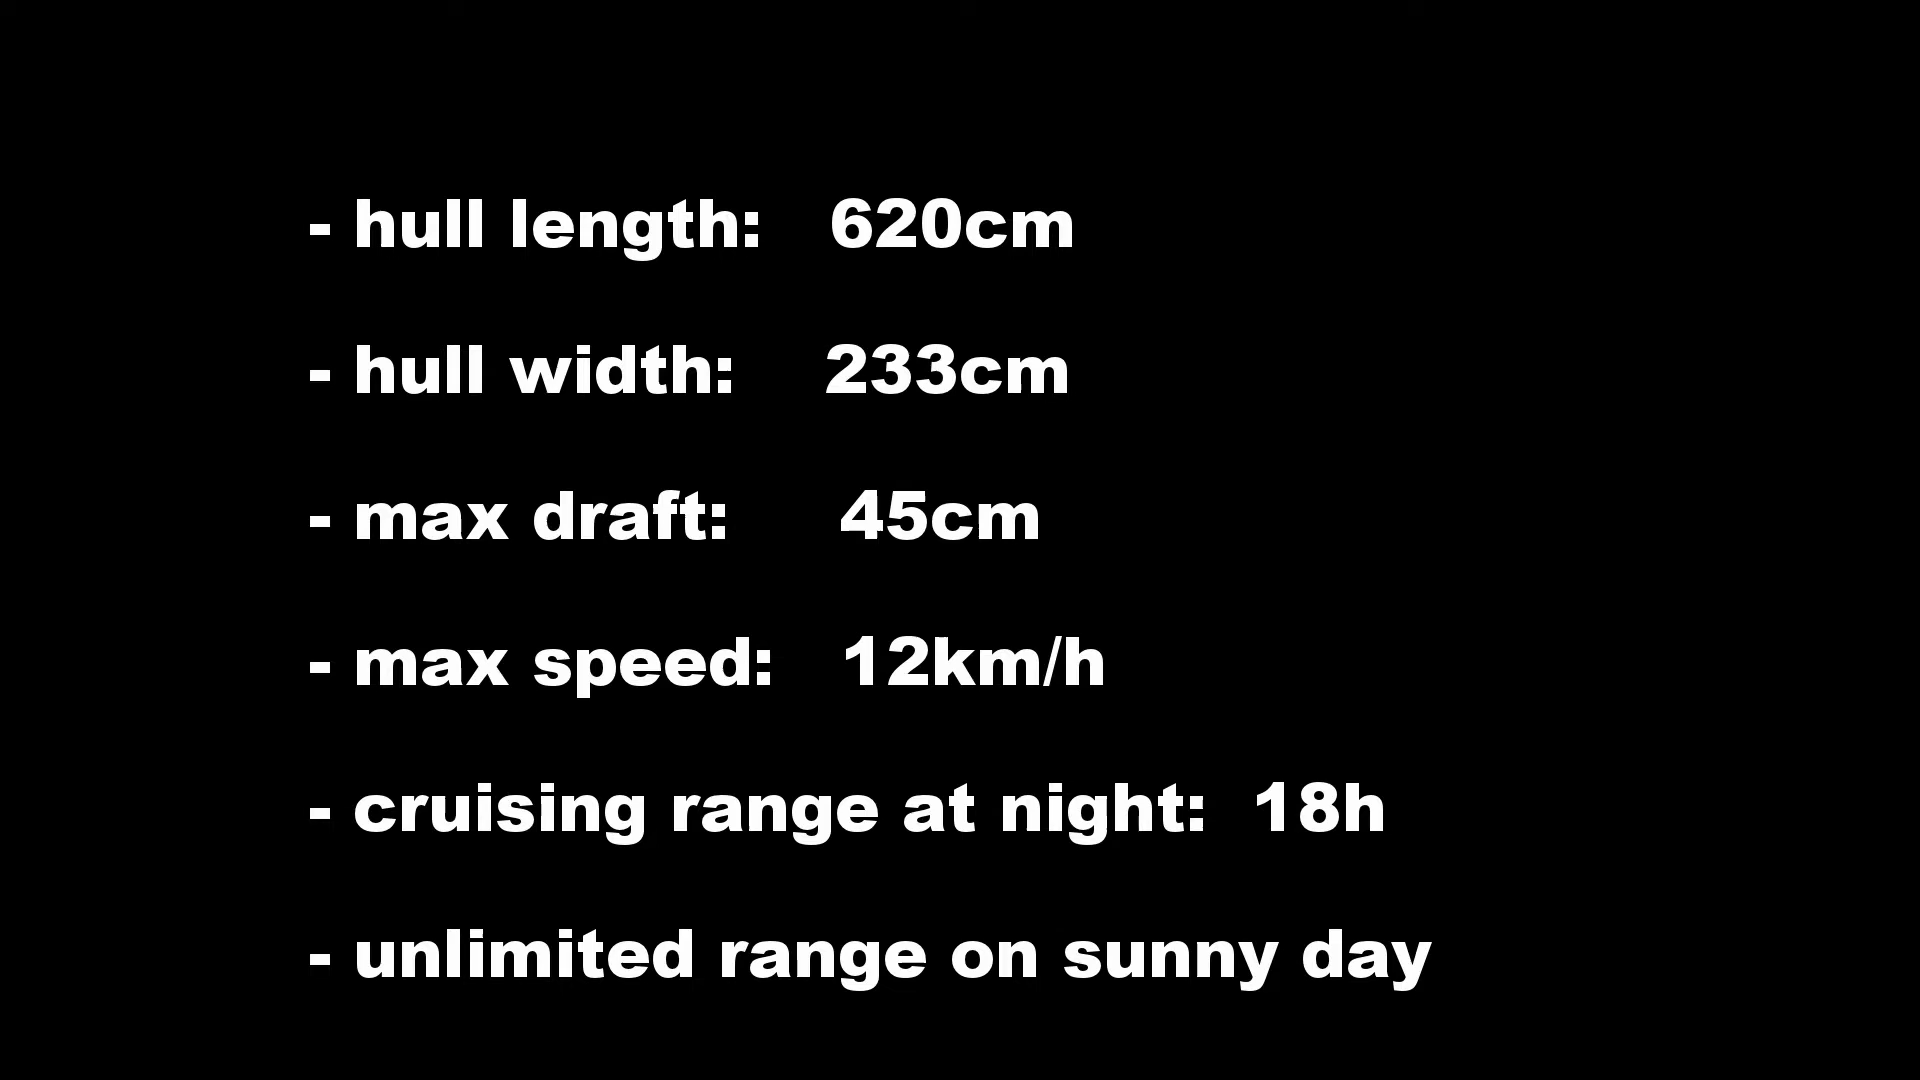 - hull length: 620cm
- hull width: 233cm
- max draft: 45cm
- max speed: 12km/h
- cruising range at night: 18h
- unlimited range on sunny day